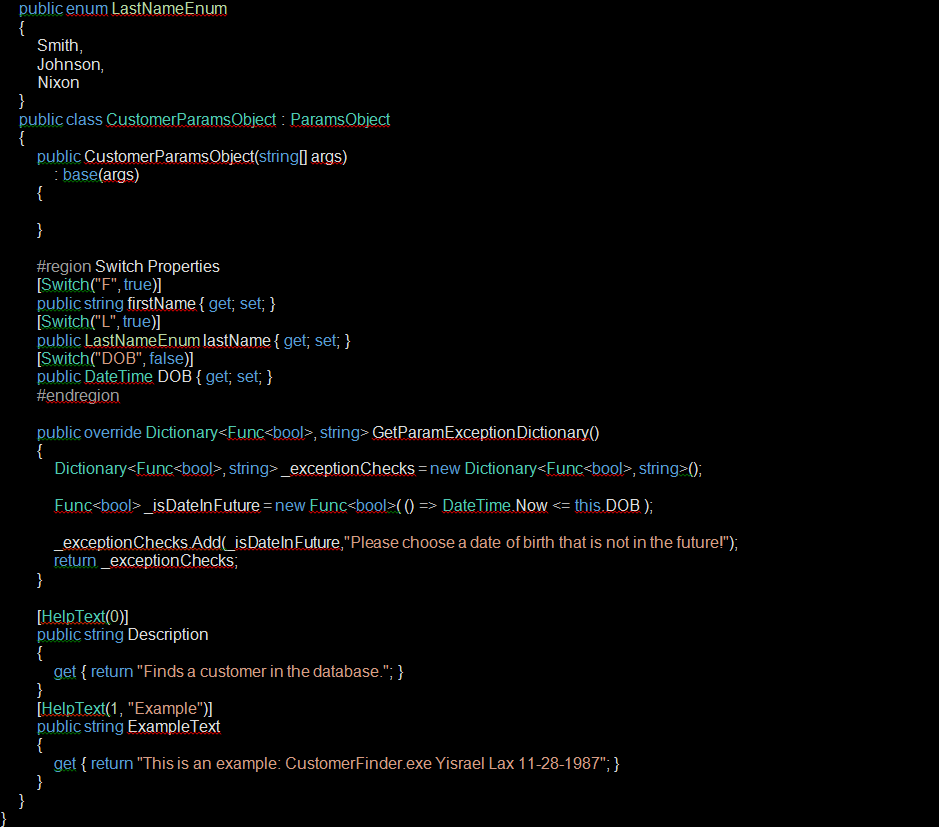 public enum LastNameEnum
{
Smith,
Johnson,
Nixon
}
public class CustomerParamsObject : ParamsObject
{
public CustomerParamsObject(string[] args)
: base(args)
{
}
#region Switch Properties
[Switch("F", true)]
public string firstName { get; set; }
[Switch("L", true)]
public LastNameEnum lastName { get; set; }
[Switch("DOB", false)]
public DateTime DOB { get; set; }
#endregion
public override Dictionary<Func<bool>, string> GetParamExceptionDictionary()
{
Dictionary<Func<bool>, string> _exceptionChecks = new Dictionary<Func<bool>, string>();
Func<bool> _isDateInFuture = new Func<bool>( () => DateTime.Now <= this.DOB );
_exceptionChecks.Add(_isDateInFuture,"Please choose a date of birth that is not in the future!");
return _exceptionChecks;
}
[HelpText(0)]
public string Description
{
get { return "Finds a customer in the database."; }
}
[HelpText(1, "Example")]
public string ExampleText
{
get { return "This is an example: CustomerFinder.exe Yisrael Lax 11-28-1987"; }
}
}
}